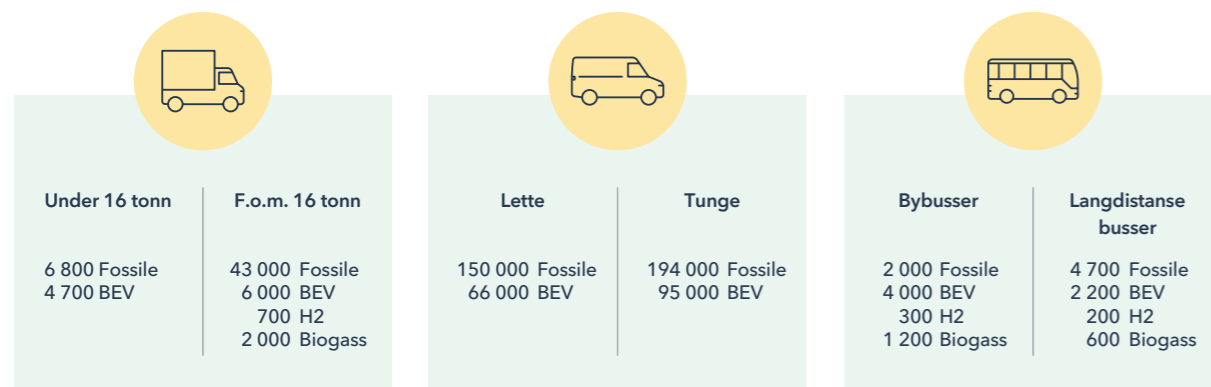 Under 16 tonn
6 800 Fossile
4 700 BEV
F.o.m. 16 tonn
43 000 Fossile
6 000 BEV
700 H2
2 000 Biogass
Lette
150 000 Fossile
66 000 BEV
Tunge
194 000 Fossile
95 000 BEV
Bybusser
2 000 Fossile
4 000 BEV
300 H2
1 200 Biogass
Langdistanse
busser
4 700 Fossile
2 200 BEV
200 H2
600 Biogass